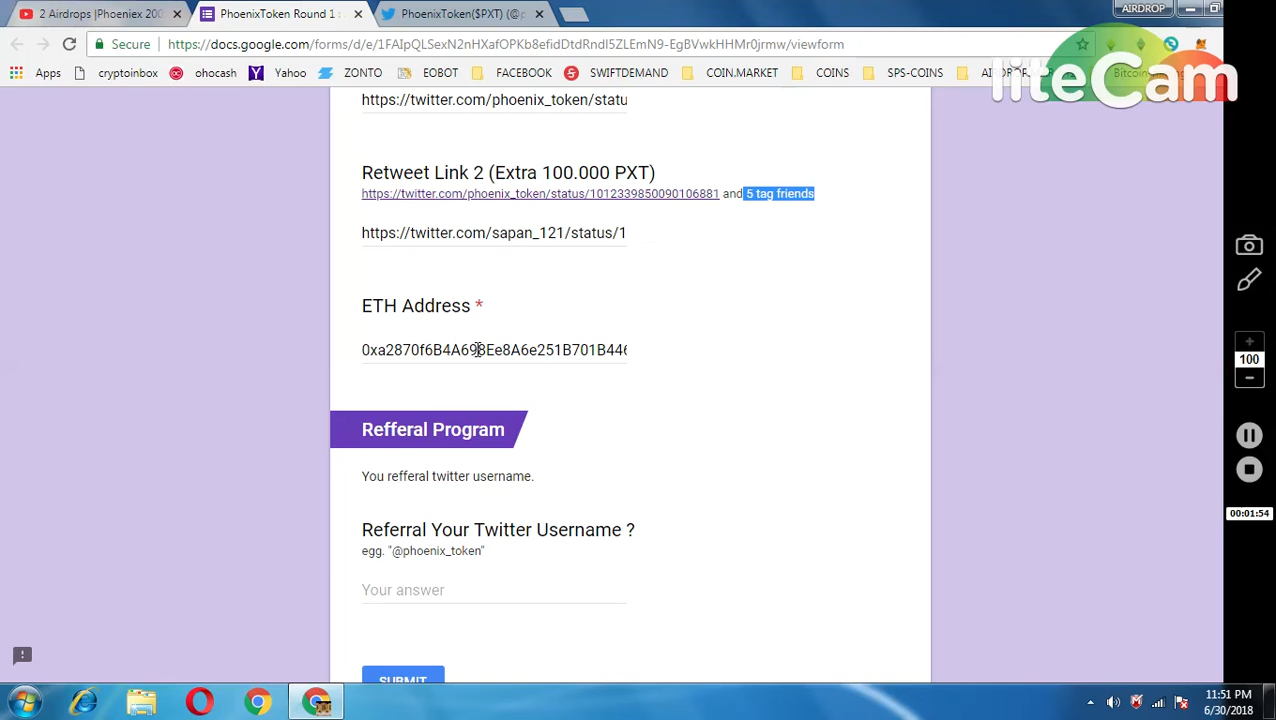 2 Airdrops |Phoeniex 200
PhoenixToken Round 1 :
PhoenixToken($PXT) (@p
AIRDROP
Secure
https://docs.google.com/forms/d/e/1FAIpQLSexN2nHXafOPKb8efidDtdRndI5ZLEmN9-EgBVwkHHMr0jrmw/viewform
Apps
cryptoinbox
ohocash
Yahoo
ZONTO
EOBOT
FACEBOOK
SWIFTDEMAND
COIN.MARKET
COINS
SPS-COINS
liteCam
https://twitter.com/phoenix_token/statu
Retweet Link 2 (Extra 100.000 PXT)
https://twitter.com/phoenix_token/status/1012339850090106881 and 5 tag friends
https://twitter.com/sapan_121/status/1
ETH Address *
0xa2870f6B4A698Ee8A6e251B701B446
Refferal Program
You refferal twitter username.
Referral Your Twitter Username ?
egg. "@phoenix_token"
Your answer
SUBMIT
100
00:01:54
11:51 PM
6/30/2018